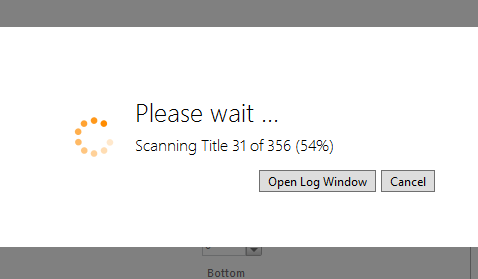 Please wait ...
Scanning Title 31 of 356 (54%)
Open Log Window Cancel
Bottom